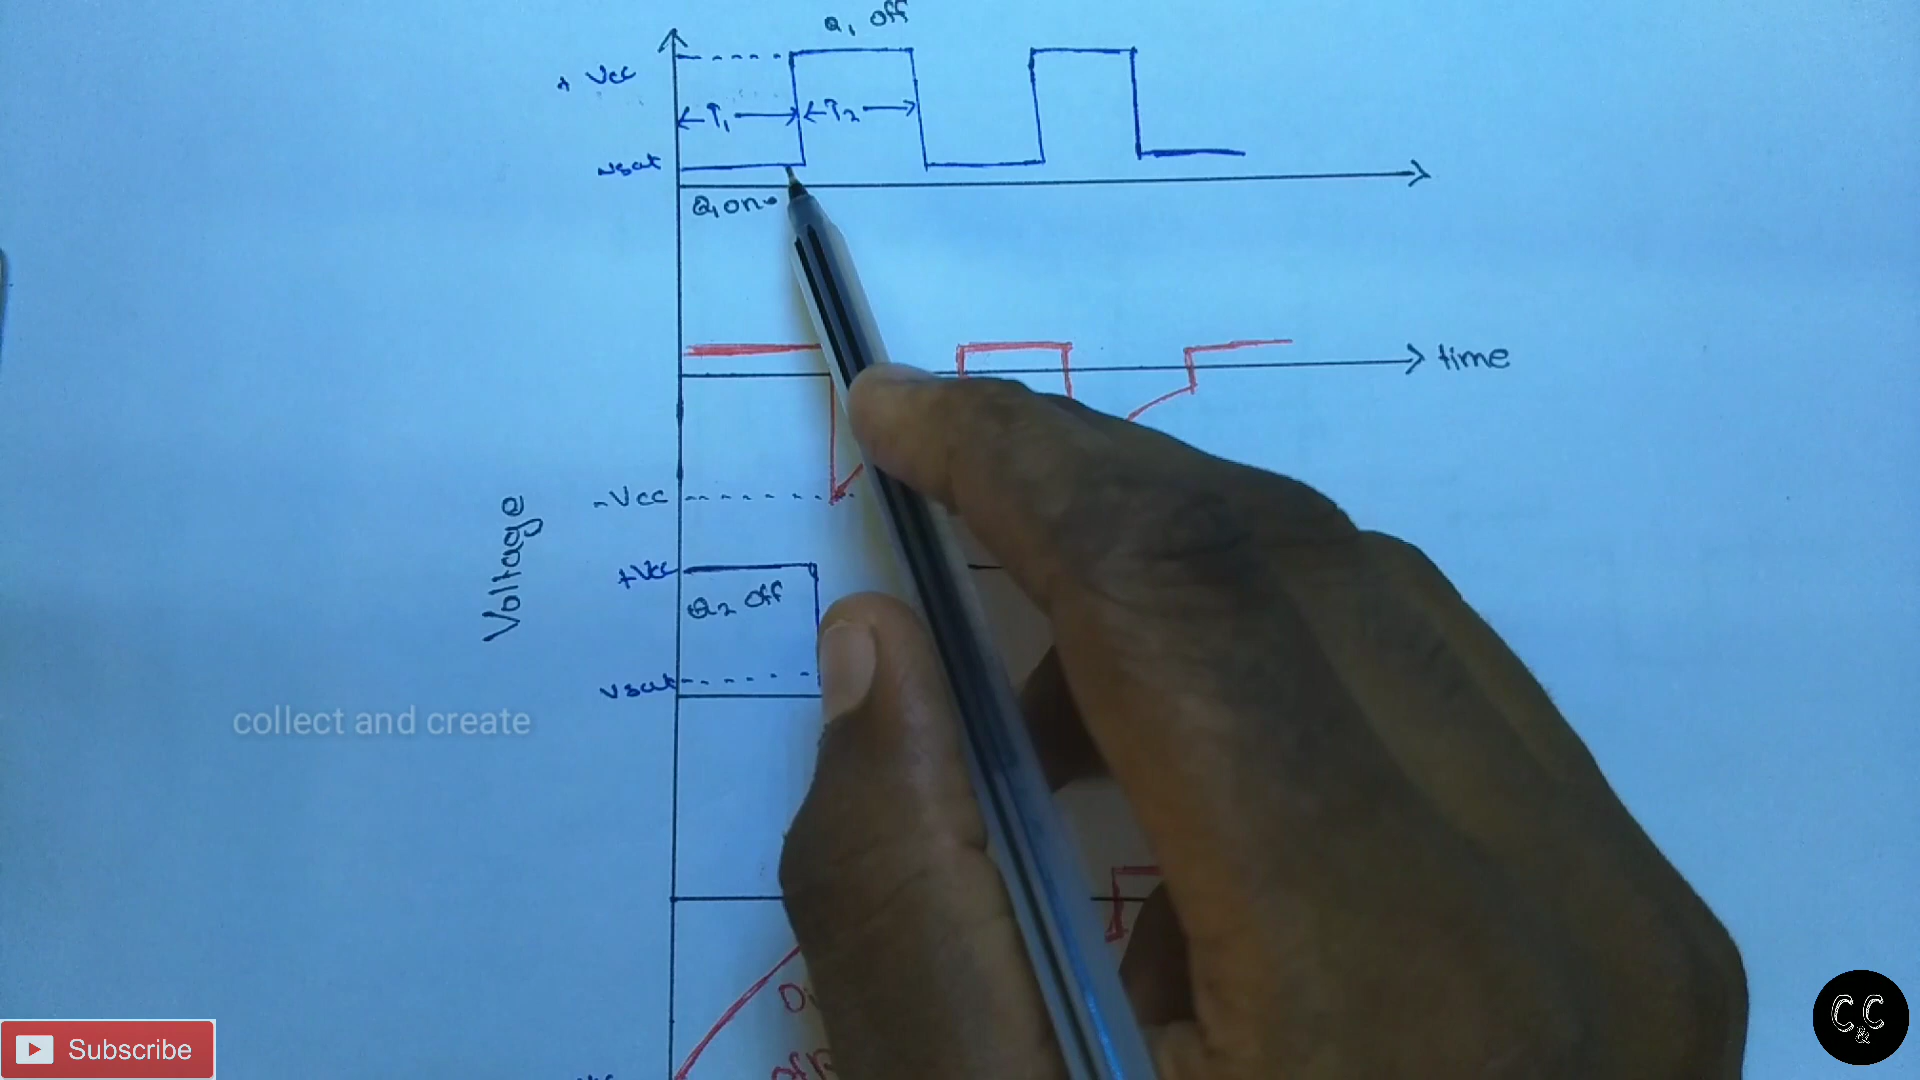 Q1 Off
+ Vcc
T1
T2
Vsat
Q1 on
time
-Vcc
Voltage
+Vcc
Q2 Off
Vsat
collect and create
Subscribe
C&C